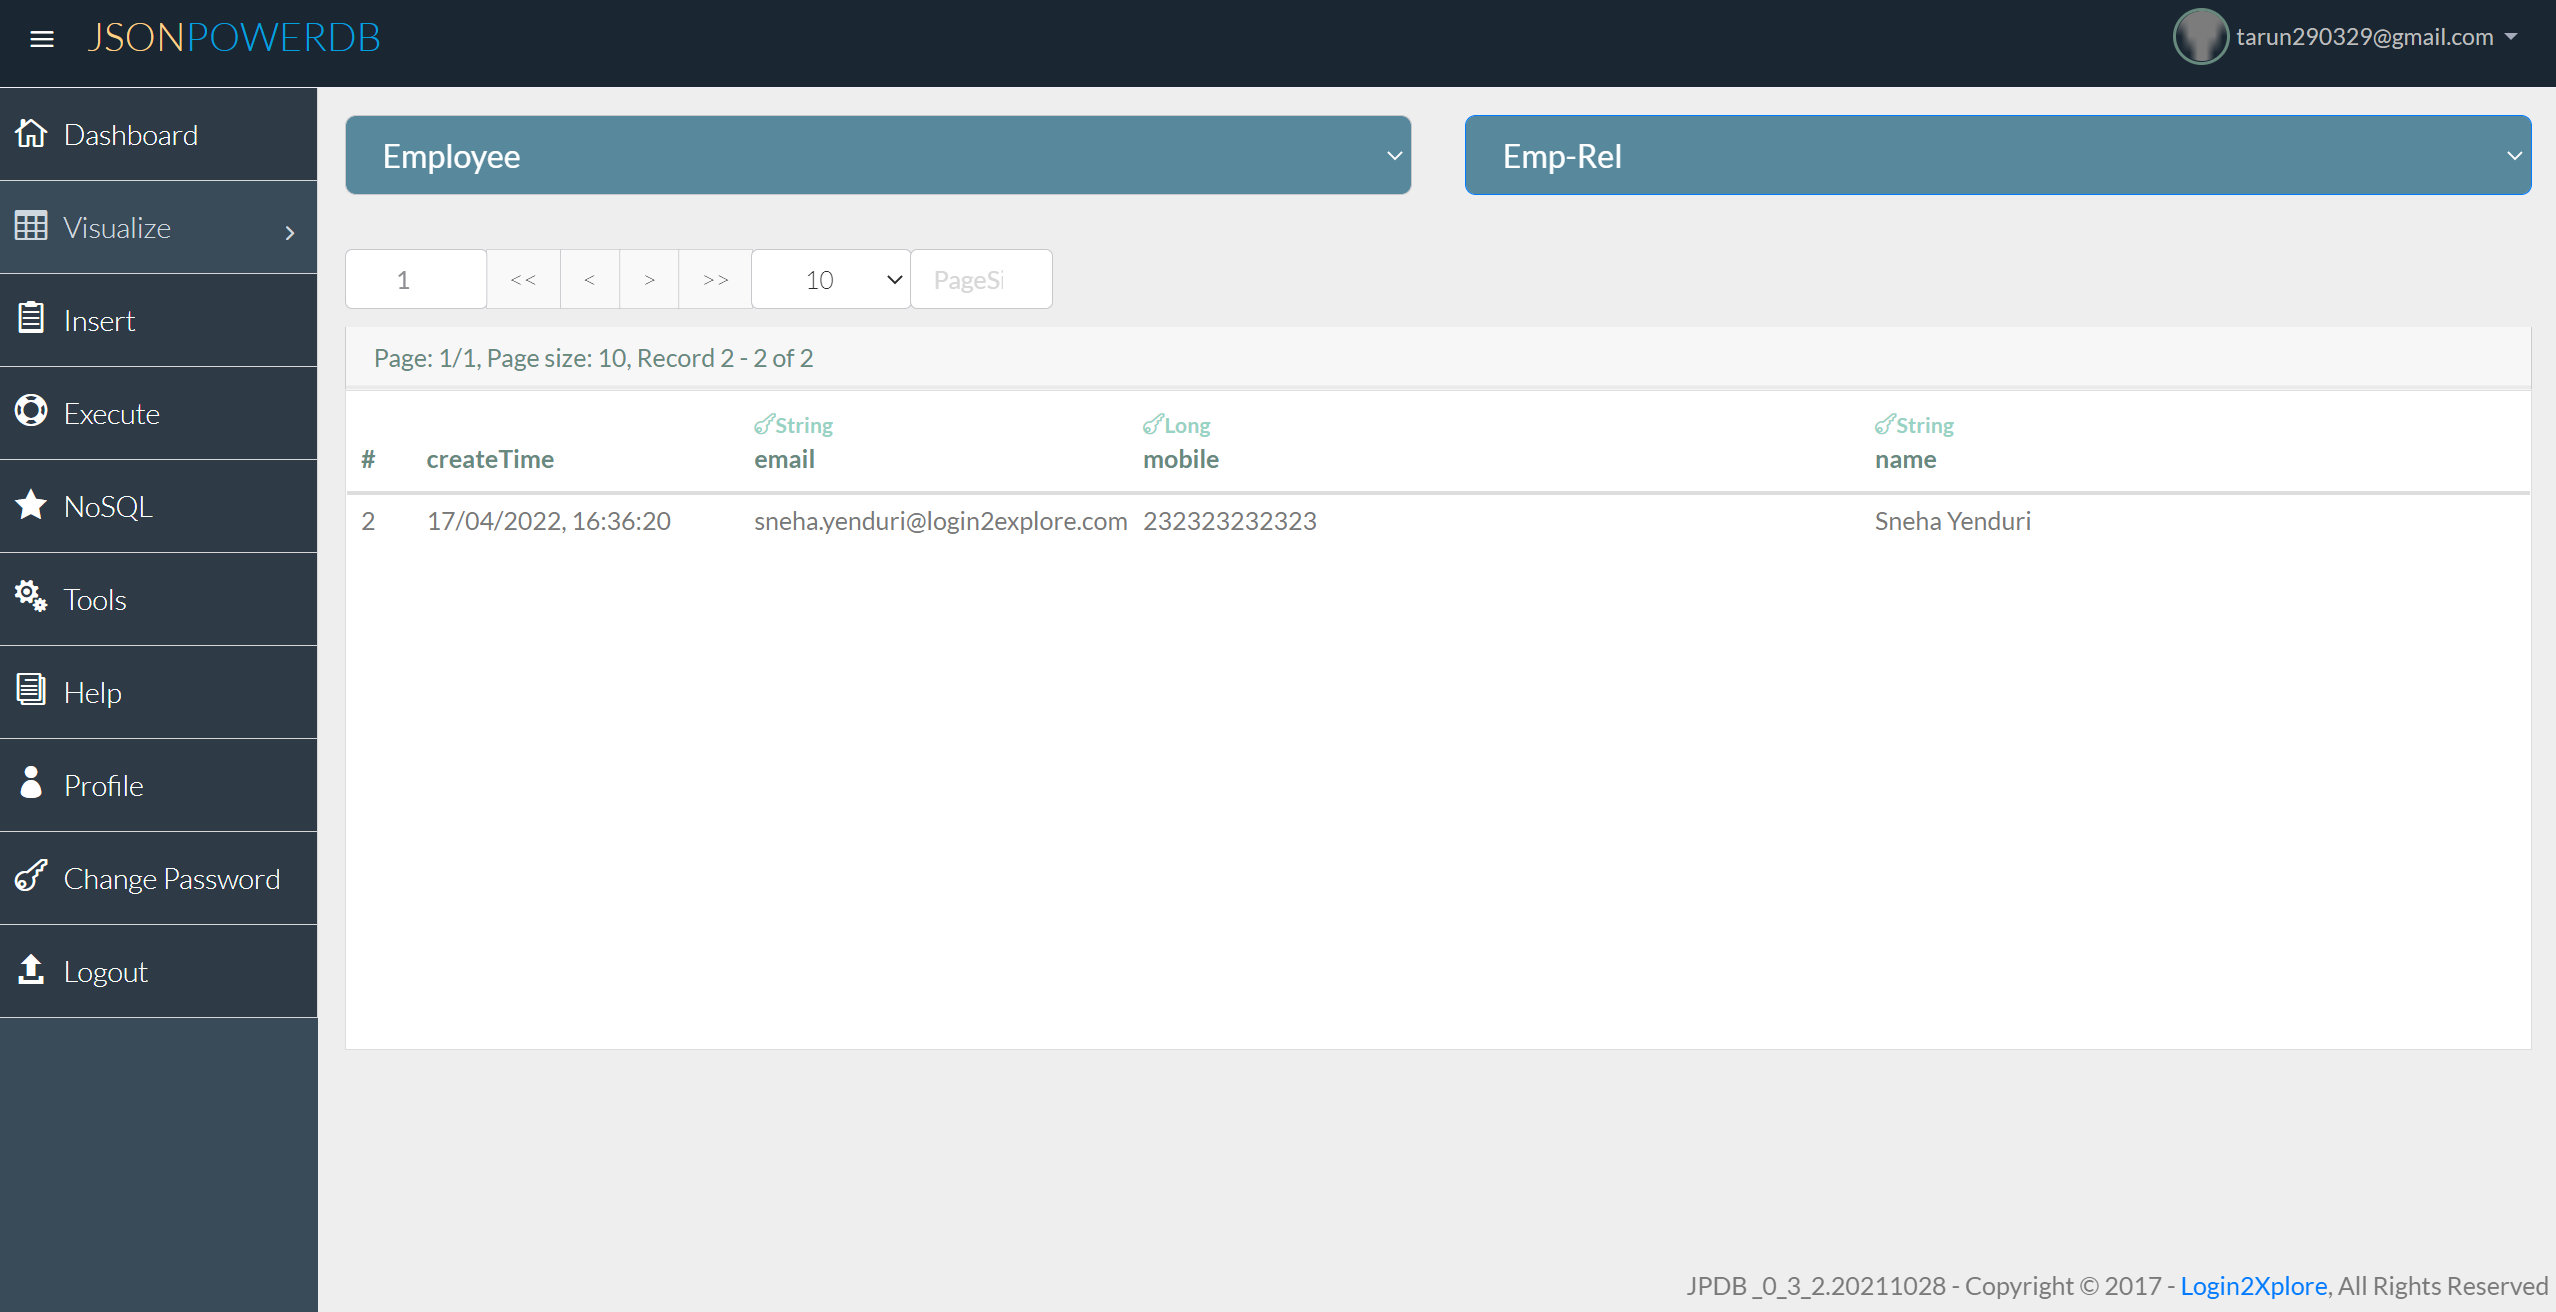 JSONPOWERDB
tarun290329@gmail.com
Dashboard
Visualize
Insert
Execute
NoSQL
Tools
Help
Profile
Change Password
Logout
Employee
Emp-Rel
1 << < > >> 10 PageSi
Page: 1/1, Page size: 10, Record 2 - 2 of 2
String Long String
# createTime email mobile name
2 17/04/2022, 16:36:20 sneha.yenduri@login2explore.com 232323232323 Sneha Yenduri
JPDB _0_3_2.20211028 - Copyright © 2017 - Login2Xplore, All Rights Reserved